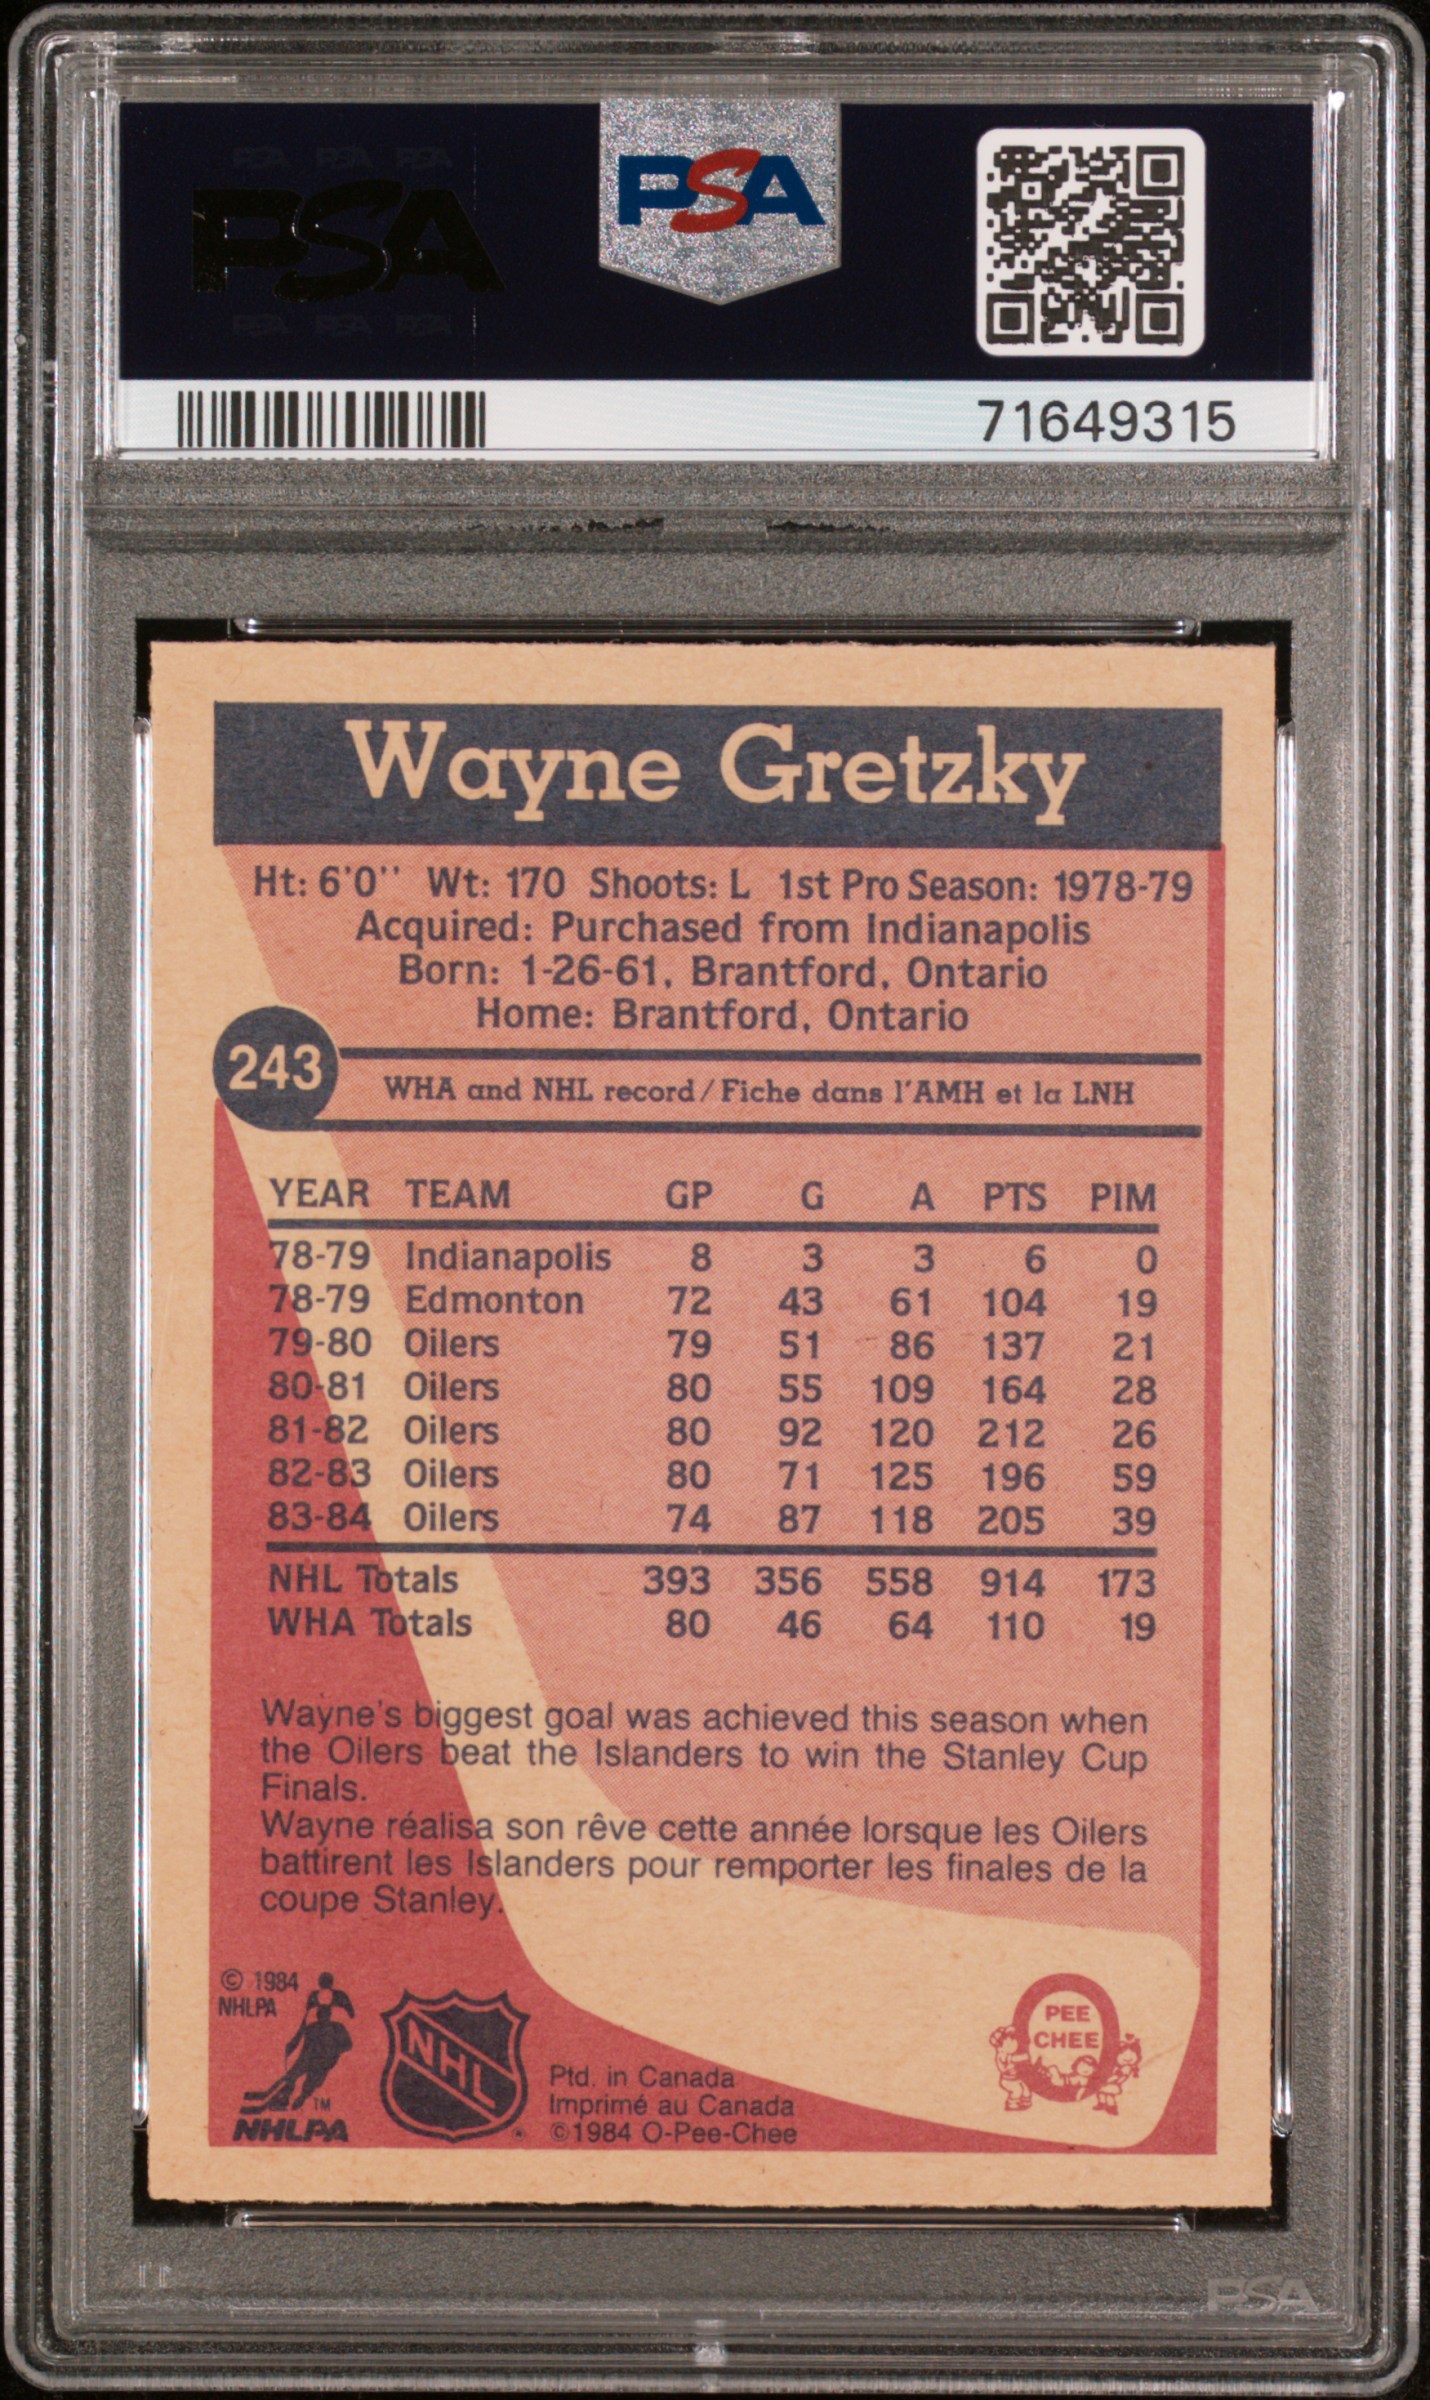 PSA PSA PSA
PSA
PSA PSA PSA
PSA
71649315
Wayne Gretzky
Ht: 6'0'' Wt: 170 Shoots: L 1st Pro Season: 1978-79
Acquired: Purchased from Indianapolis
Born: 1-26-61, Brantford, Ontario
Home: Brantford, Ontario
243
WHA and NHL record/Fiche dans l'AMH et la LNH
YEAR TEAM GP G A PTS PIM
78-79 Indianapolis 8 3 3 6 0
78-79 Edmonton 72 43 61 104 19
79-80 Oilers 79 51 86 137 21
80-81 Oilers 80 55 109 164 28
81-82 Oilers 80 92 120 212 26
82-83 Oilers 80 71 125 196 59
83-84 Oilers 74 87 118 205 39
NHL Totals 393 356 558 914 173
WHA Totals 80 46 64 110 19
Wayne's biggest goal was achieved this season when
the Oilers beat the Islanders to win the Stanley Cup
Finals.
Wayne réalisa son rêve cette année lorsque les Oilers
battirent les Islanders pour remporter les finales de la
coupe Stanley.
© 1984
NHLPA
TM
NHLPA
NHL
Ptd. in Canada
Imprimé au Canada
©1984 O-Pee-Chee
PEE
CHEE
PSA